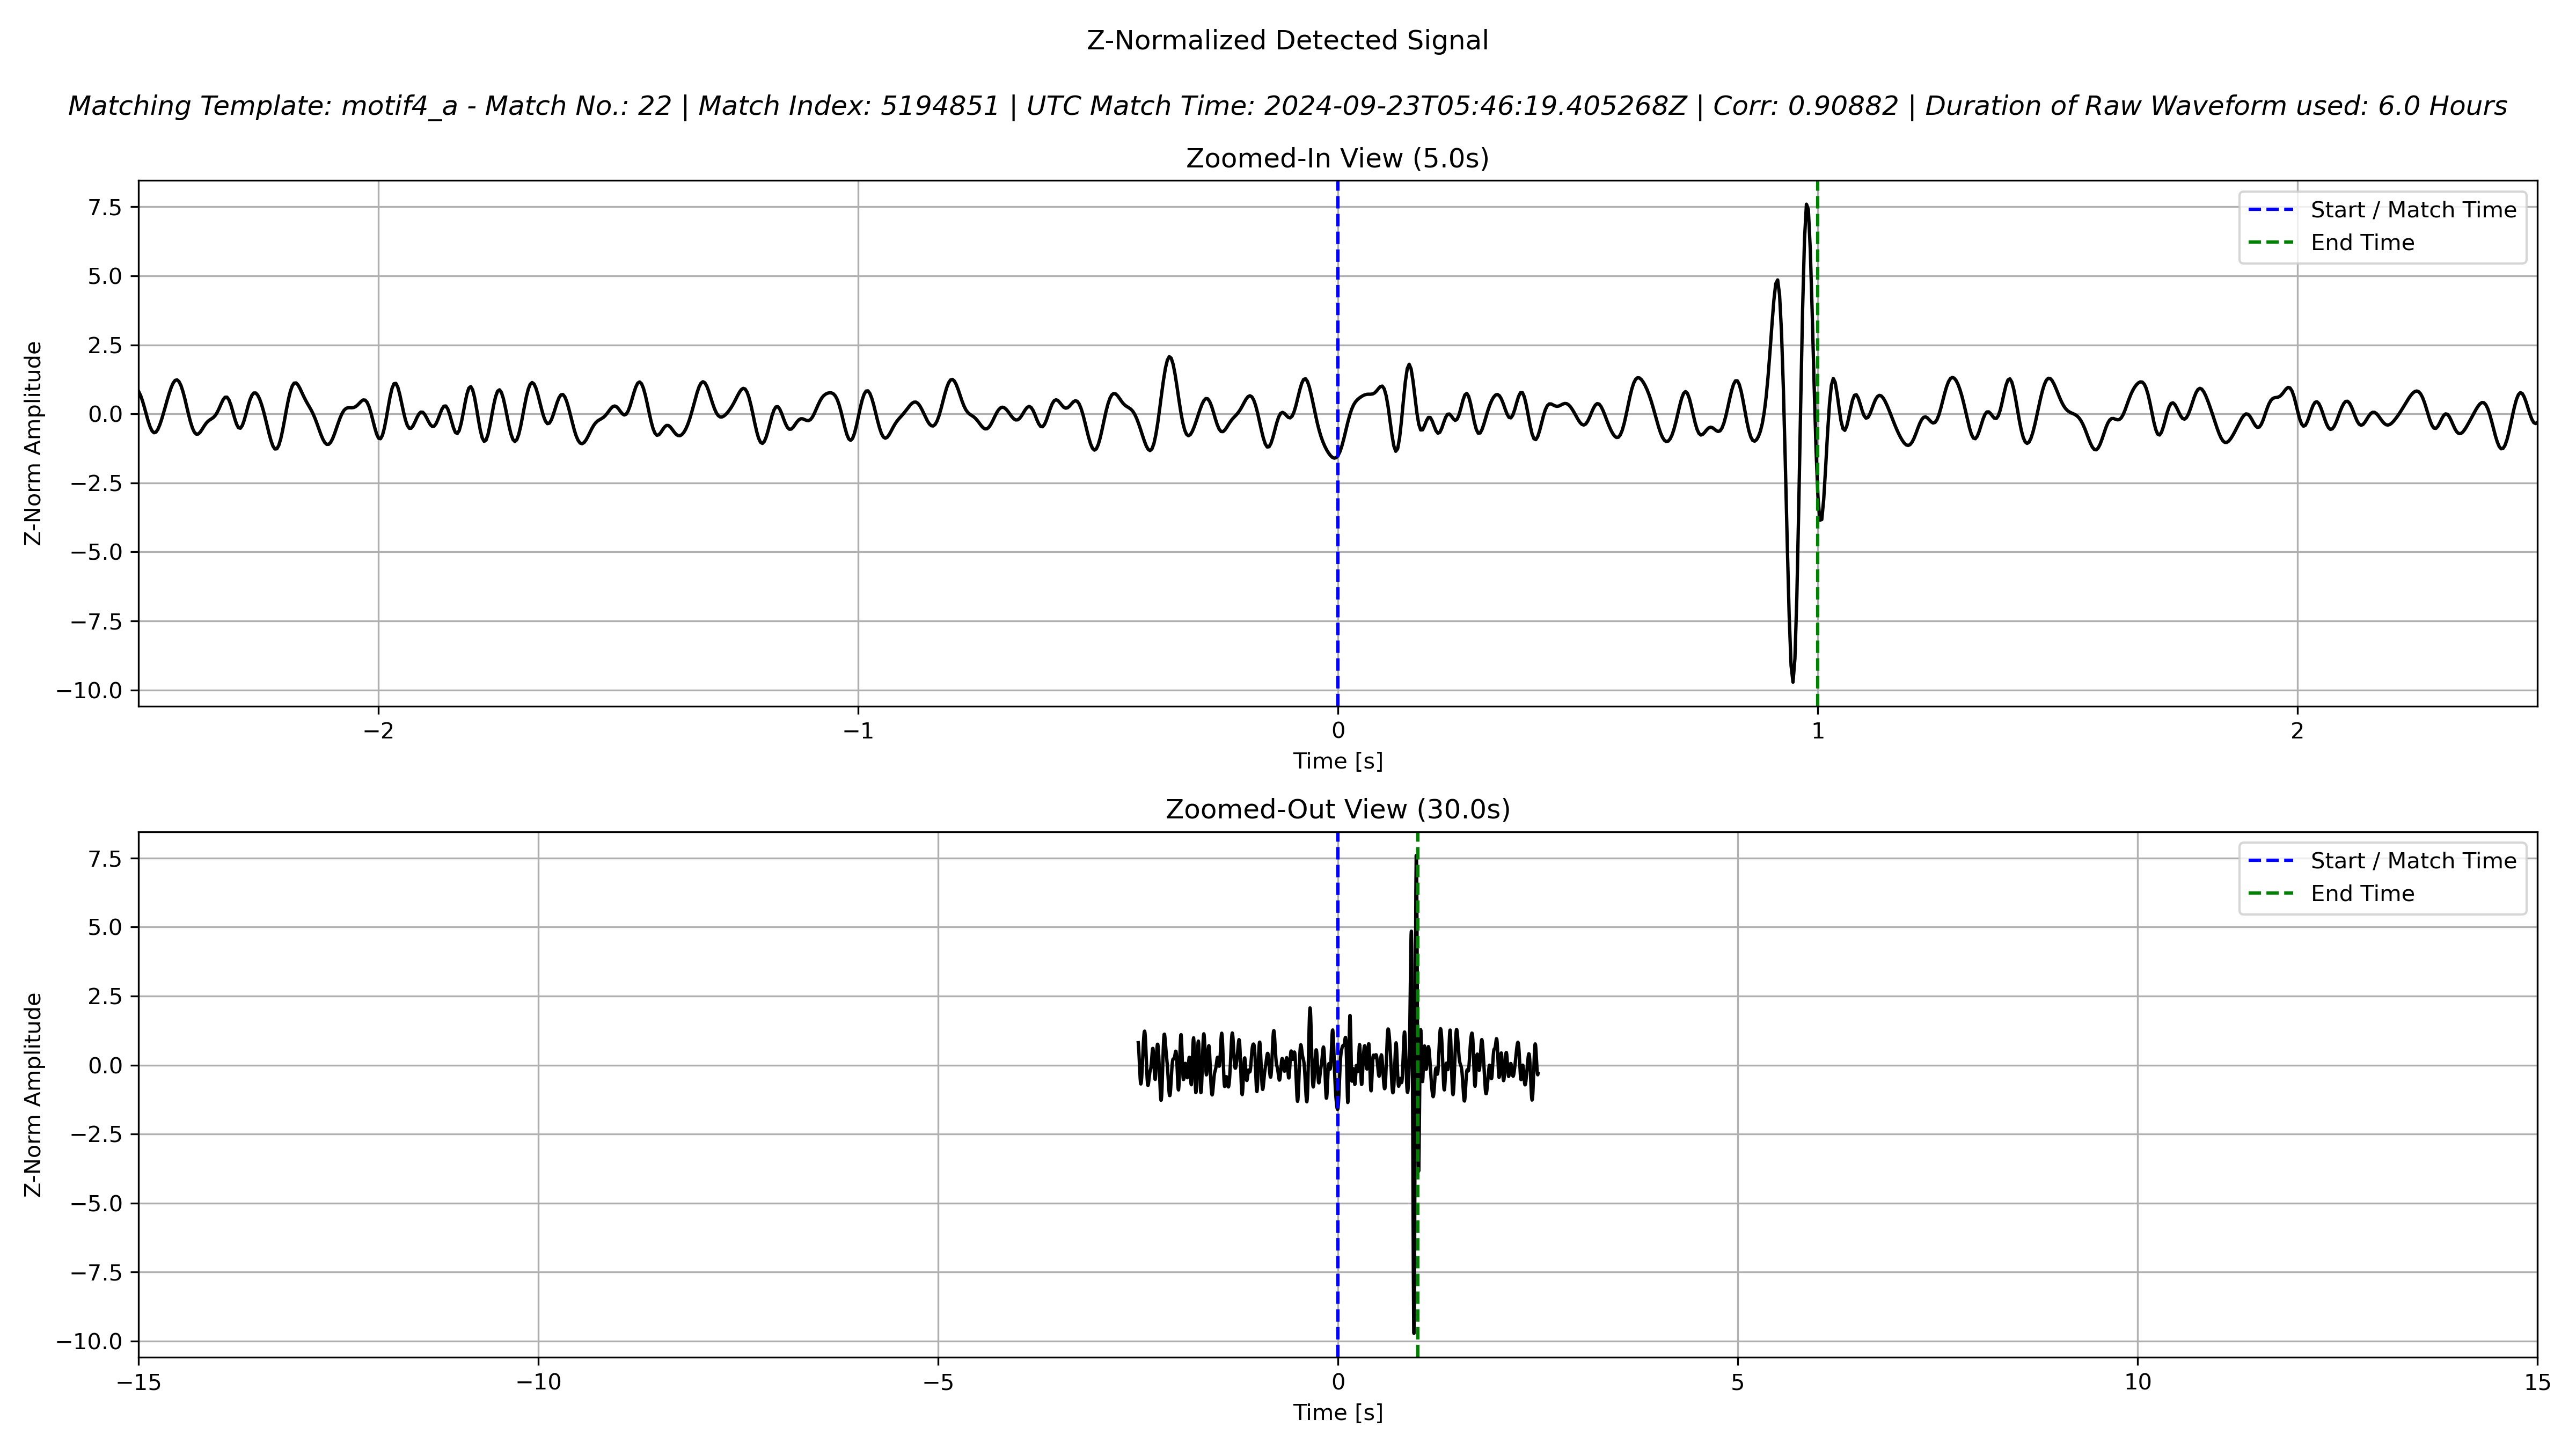 Z-Normalized Detected Signal
Matching Template: motif4_a - Match No.: 22 | Match Index: 5194851 | UTC Match Time: 2024-09-23T05:46:19.405268Z | Corr: 0.90882 | Duration of Raw Waveform used: 6.0 Hours
Zoomed-In View (5.0s)
Z-Norm Amplitude
7.5
5.0
2.5
0.0
−2.5
−5.0
−7.5
−10.0
Start / Match Time
End Time
−2
−1
0
1
2
Time [s]
Zoomed-Out View (30.0s)
Z-Norm Amplitude
7.5
5.0
2.5
0.0
−2.5
−5.0
−7.5
−10.0
Start / Match Time
End Time
−15
−10
−5
0
5
10
15
Time [s]